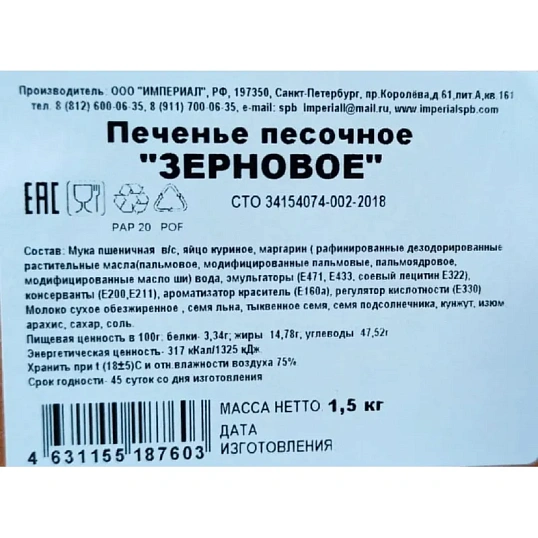 Производитель: ООО "ИМПЕРИАЛ", РФ, 197350, Санкт-Петербург, пр.Королёва,д 61,лит.А,кв.161
тел. 8 (812) 600-06-35, 8 (911) 700-06-35, e-mail: spb_imperiall@mail.ru, www.imperialspb.com
Печенье песочное
"ЗЕРНОВОЕ"
EAC
СТО 34154074-002-2018
PAP 20 POF
Состав: Мука пшеничная в/с, яйцо куриное, маргарин ( рафинированные дезодорированные
растительные масла(пальмовое, модифицированные пальмовые, пальмоядровое,
модифицированное масло ши) вода, эмульгаторы (Е471, Е433, соевый лецитин Е322),
консерванты (Е200,Е211), ароматизатор краситель (Е160а), регулятор кислотности (Е330)
Молоко сухое обезжиренное , семя льна, тыквенное семя, семя подсолнечника, кунжут, изюм
арахис, сахар, соль.
Пищевая ценность в 100г: белки- 3,34г; жиры 14,78г, углеводы 47,52г
Энергетическая ценность- 317 кКал/1325 кДж.
Хранить при t (18±5)С и отн.влажности воздуха 75%
Срок годности- 45 суток со дня изготовления
МАССА НЕТТО 1,5 кг
ДАТА
ИЗГОТОВЛЕНИЯ
4 631155 187603